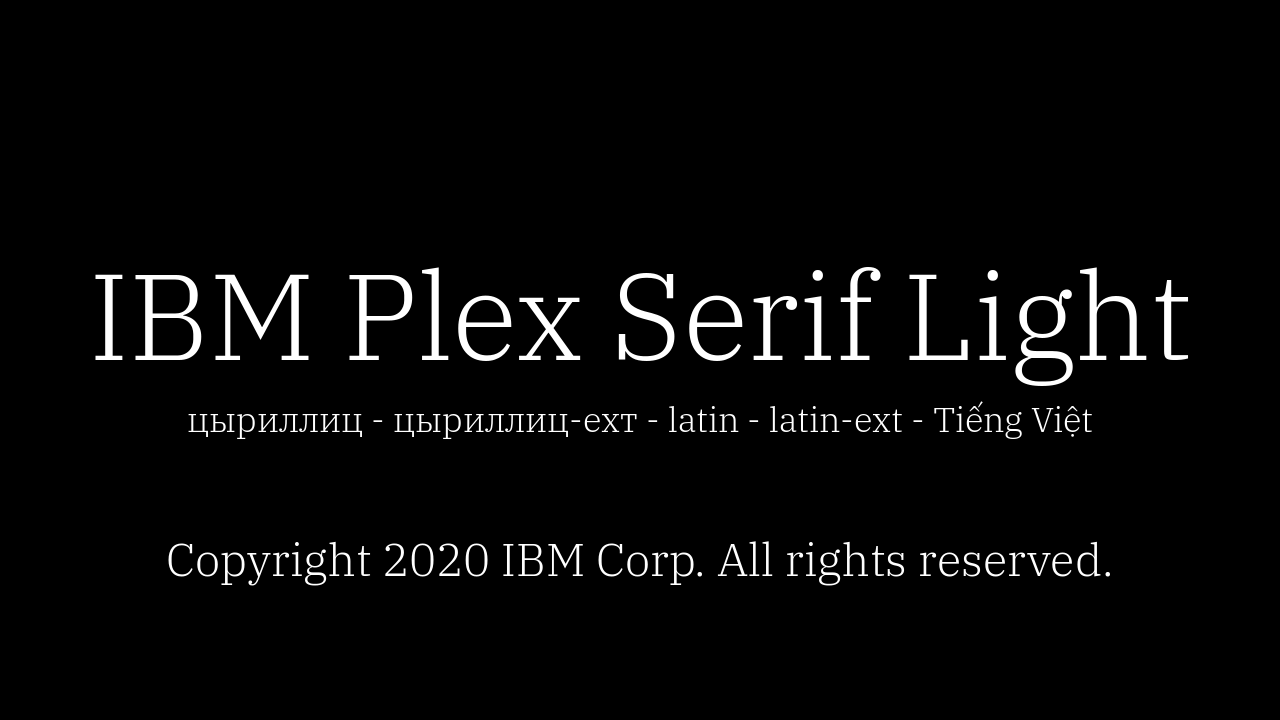 IBM Plex Serif Light
цыриллиц - цыриллиц-ехт - latin - latin-ext - Tiếng Việt
Copyright 2020 IBM Corp. All rights reserved.